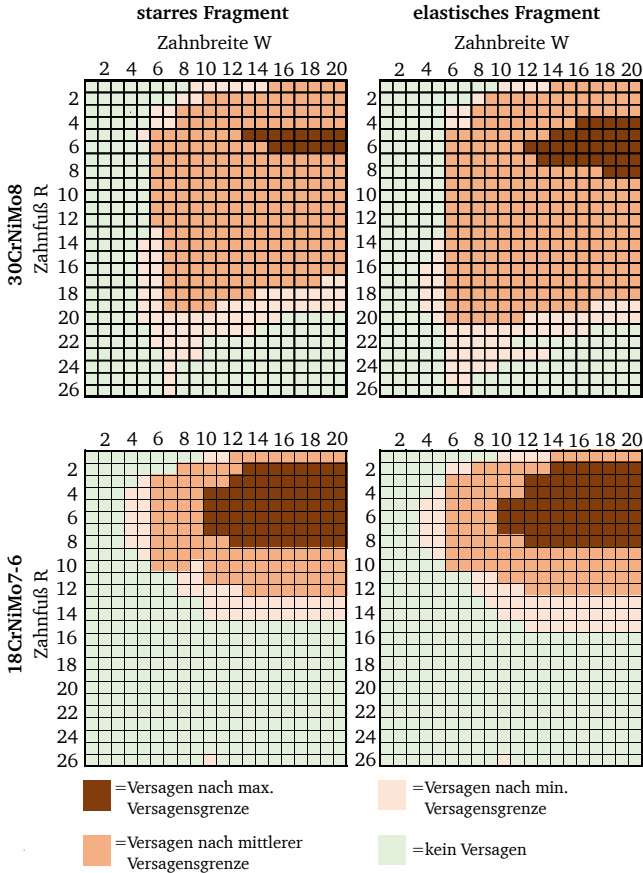 starres Fragment
elastisches Fragment
Zahnbreite W
Zahnbreite W
2 4 6 8 10 12 14 16 18 20
2 4 6 8 10 12 14 16 18 20
30CrNiMo8
Zahnfuß R
2
4
6
8
10
12
14
16
18
20
22
24
26
2
4
6
8
10
12
14
16
18
20
22
24
26
2 4 6 8 10 12 14 16 18 20
2 4 6 8 10 12 14 16 18 20
18CrNiMo7-6
Zahnfuß R
2
4
6
8
10
12
14
16
18
20
22
24
26
2
4
6
8
10
12
14
16
18
20
22
24
26
=Versagen nach max.
Versagensgrenze
=Versagen nach min.
Versagensgrenze
=Versagen nach mittlerer
Versagensgrenze
=kein Versagen